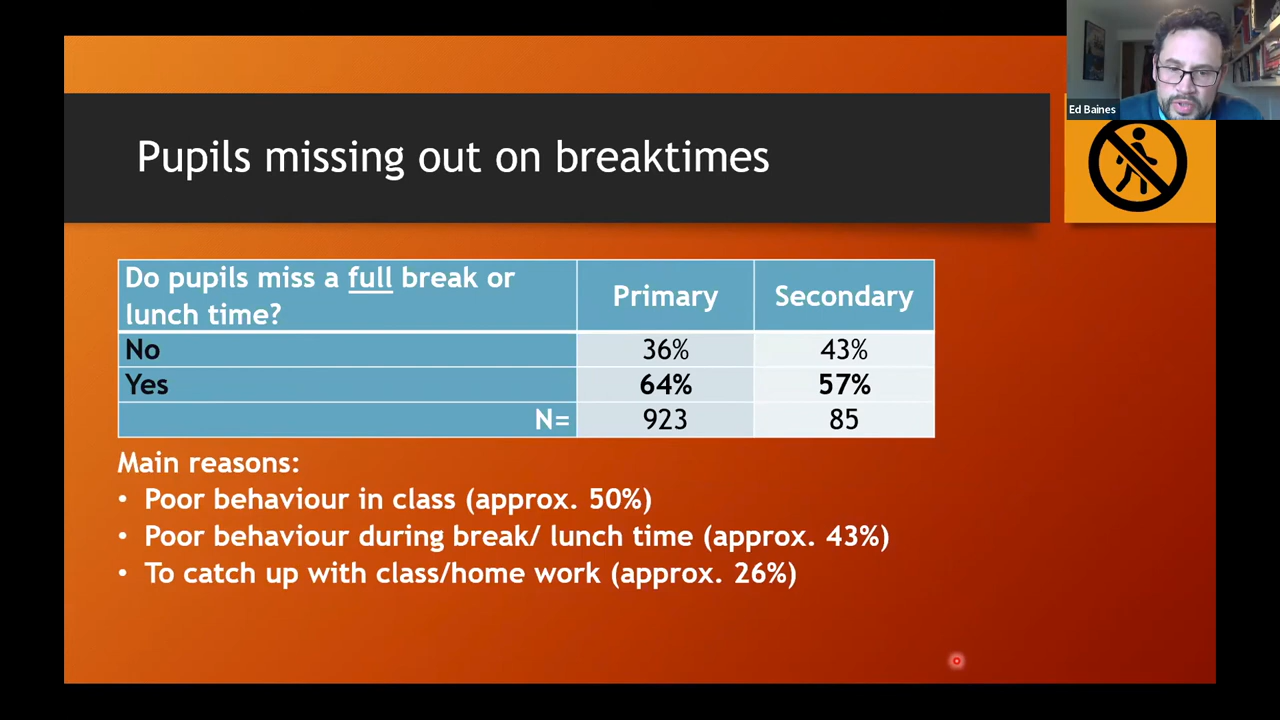 Ed Baines
Pupils missing out on breaktimes
Do pupils miss a full break or
lunch time?
Primary
Secondary
No
36%
43%
Yes
64%
57%
N=
923
85
Main reasons:
• Poor behaviour in class (approx. 50%)
• Poor behaviour during break/ lunch time (approx. 43%)
• To catch up with class/home work (approx. 26%)